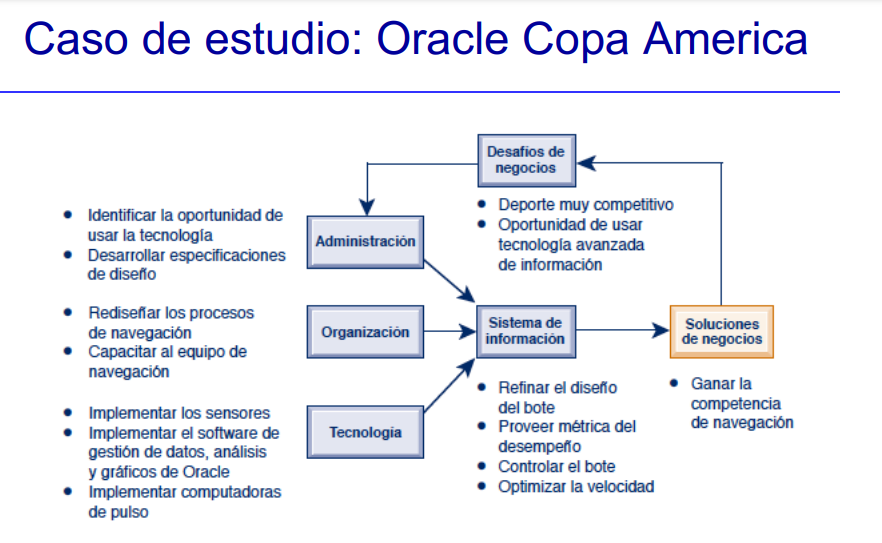 Caso de estudio: Oracle Copa America
Desafíos de
negocios
• Deporte muy competitivo
• Oportunidad de usar
tecnología avanzada
de información
• Identificar la oportunidad de
usar la tecnología
• Desarrollar especificaciones
de diseño
Administración
• Rediseñar los procesos
de navegación
• Capacitar al equipo de
navegación
Organización
Sistema de
información
Soluciones
de negocios
• Implementar los sensores
• Implementar el software de
gestión de datos, análisis
y gráficos de Oracle
• Implementar computadoras
de pulso
Tecnología
• Refinar el diseño
del bote
• Proveer métrica del
desempeño
• Controlar el bote
• Optimizar la velocidad
• Ganar la
competencia
de navegación